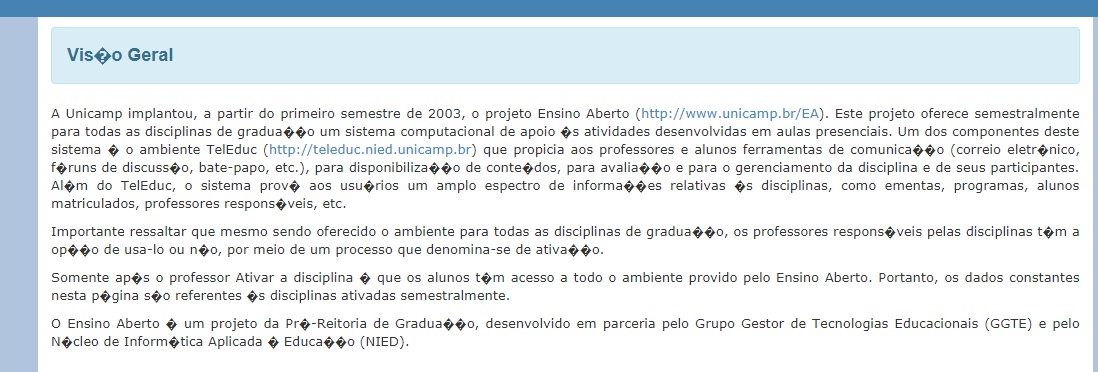 Vis�o Geral
A Unicamp implantou, a partir do primeiro semestre de 2003, o projeto Ensino Aberto (http://www.unicamp.br/EA). Este projeto oferece semestralmente
para todas as disciplinas de gradua��o um sistema computacional de apoio �s atividades desenvolvidas em aulas presenciais. Um dos componentes deste
sistema � o ambiente TelEduc (http://teleduc.nied.unicamp.br) que propicia aos professores e alunos ferramentas de comunica��o (correio eletr�nico,
f�runs de discuss�o, bate-papo, etc.), para disponibiliza��o de conte�dos, para avalia��o e para o gerenciamento da disciplina e de seus participantes.
Al�m do TelEduc, o sistema prov� aos usu�rios um amplo espectro de informa��es relativas �s disciplinas, como ementas, programas, alunos
matriculados, professores respons�veis, etc.
Importante ressaltar que mesmo sendo oferecido o ambiente para todas as disciplinas de gradua��o, os professores respons�veis pelas disciplinas t�m a
op��o de usa-lo ou n�o, por meio de um processo que denomina-se de ativa��o.
Somente ap�s o professor Ativar a disciplina � que os alunos t�m acesso a todo o ambiente provido pelo Ensino Aberto. Portanto, os dados constantes
nesta p�gina s�o referentes �s disciplinas ativadas semestralmente.
O Ensino Aberto � um projeto da Pr�-Reitoria de Gradua��o, desenvolvido em parceria pelo Grupo Gestor de Tecnologias Educacionais (GGTE) e pelo
N�cleo de Inform�tica Aplicada � Educa��o (NIED).